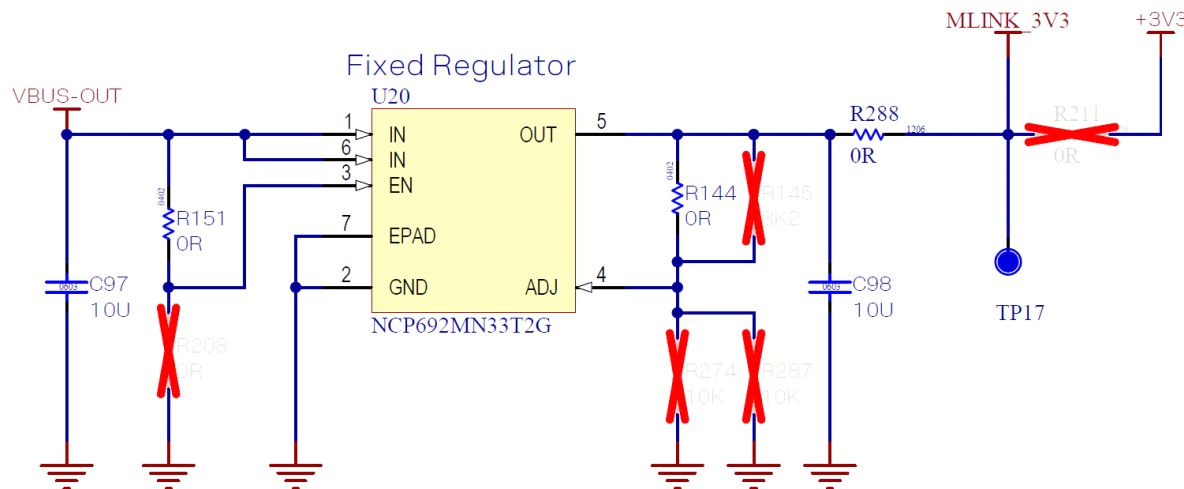 MLINK_3V3
+3V3
Fixed Regulator
VBUS-OUT
U20
1
IN
OUT
5
R288
1206
0R
R211
0R
6
IN
3
EN
0402
R151
0R
0402
R144
0R
R145
8K2
7
EPAD
2
GND
ADJ
4
0603
C97
10U
0603
C98
10U
TP17
NCP692MN33T2G
R208
0R
R274
10K
R287
10K